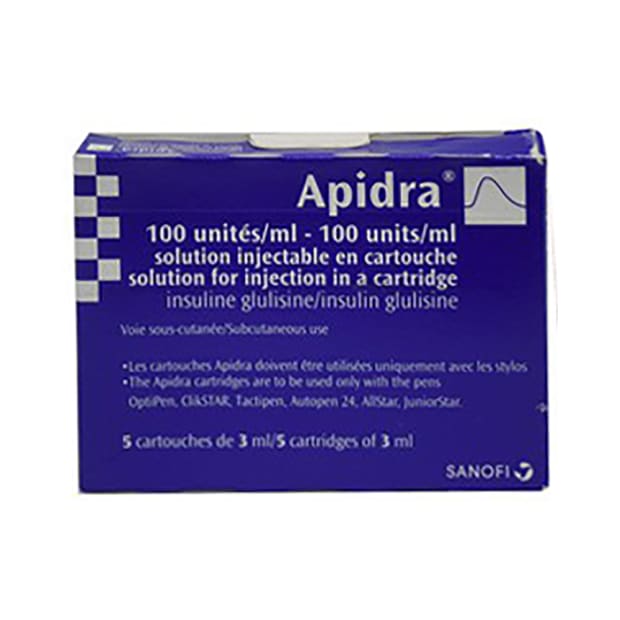 Apidra®
100 unités/ml - 100 units/ml
solution injectable en cartouche
solution for injection in a cartridge
insuline glulisine/insulin glulisine
Voie sous-cutanée/Subcutaneous use
•Les cartouches Apidra doivent être utilisées uniquement avec les stylos
•The Apidra cartridges are to be used only with the pens
OptiPen, ClikSTAR, Tactipen, Autopen 24, AllStar, JuniorStar.
5 cartouches de 3 ml/5 cartridges of 3 ml
SANOFI